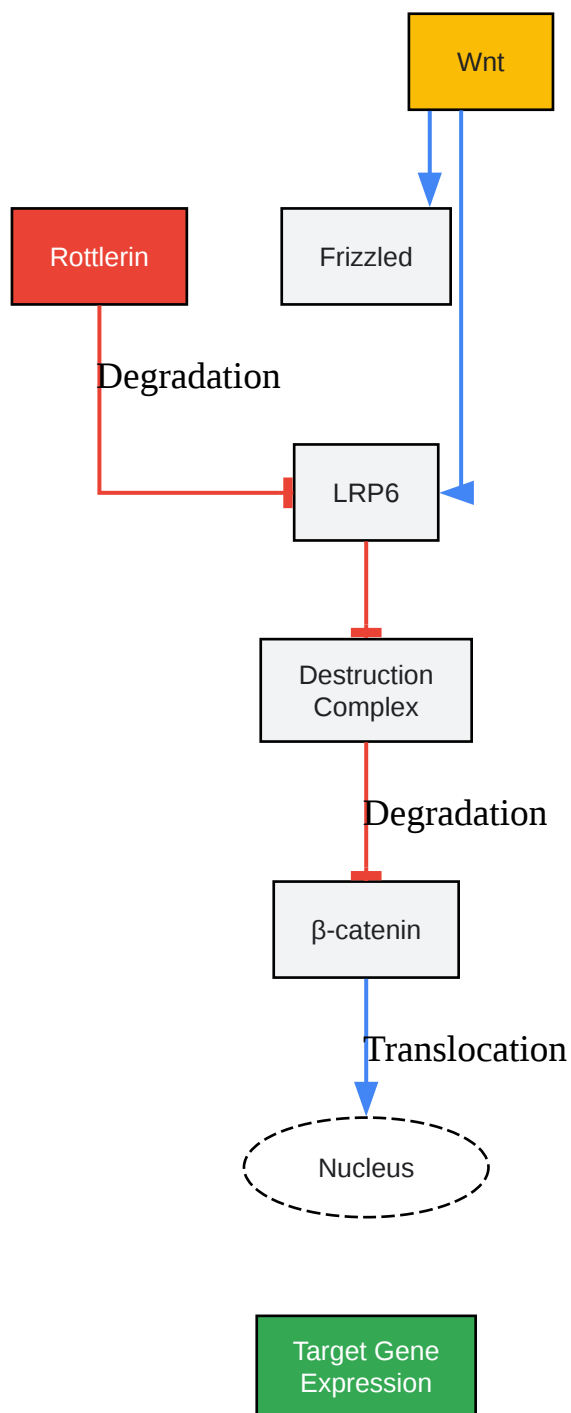 Wnt
Rottlerin
Frizzled
Degradation
LRP6
Destruction
Complex
Degradation
β-catenin
Translocation
Nucleus
Target Gene
Expression